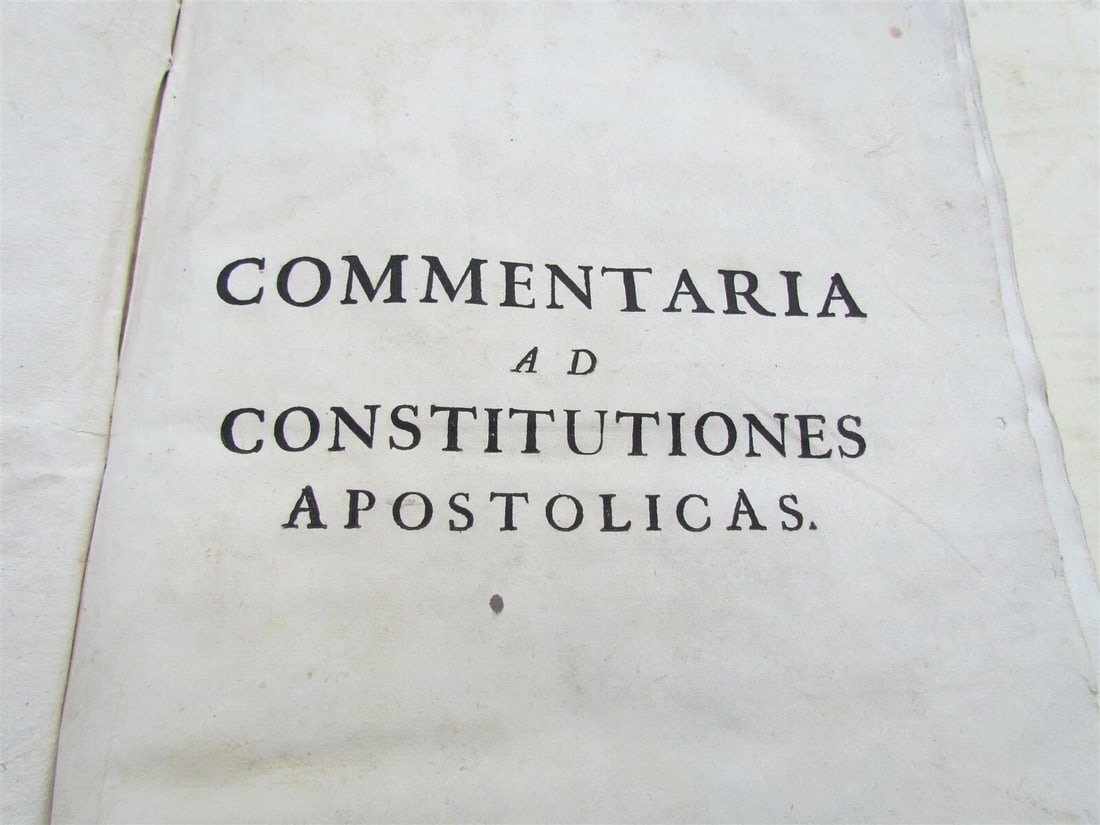 COMMENTARIA
AD
CONSTITUTIONES
APOSTOLICAS.